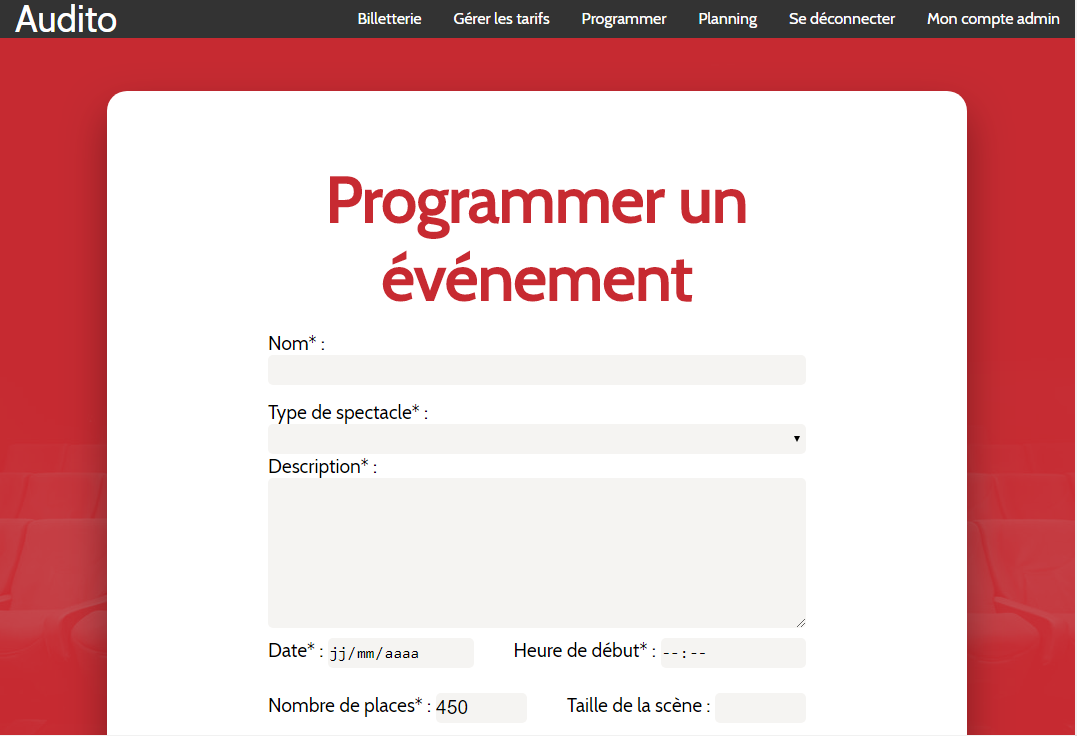 Audito Billetterie Gérer les tarifs Programmer Planning Se déconnecter Mon compte admin
Programmer un
événement
Nom* :
Type de spectacle* :
Description* :
Date* : jj/mm/aaaa Heure de début* : --:--
Nombre de places* : 450 Taille de la scène :